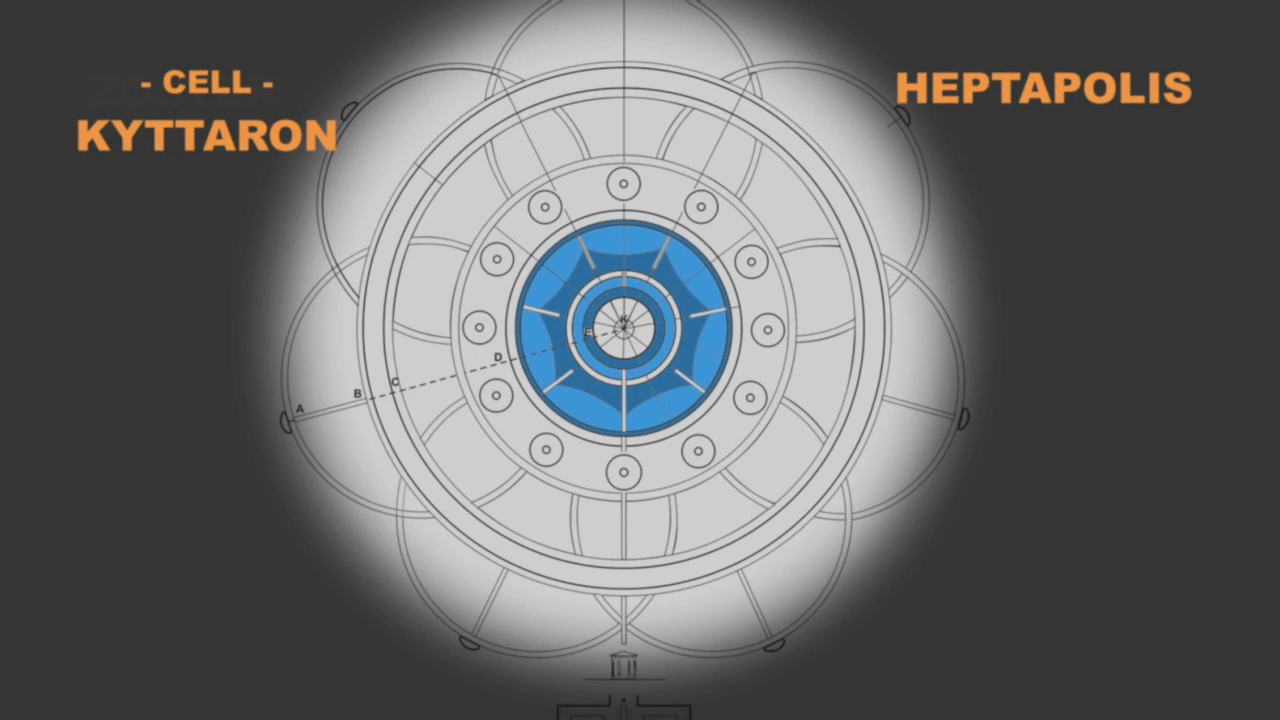 - CELL -
KYTTARON
HEPTAPOLIS
K
E
D
C
B
A